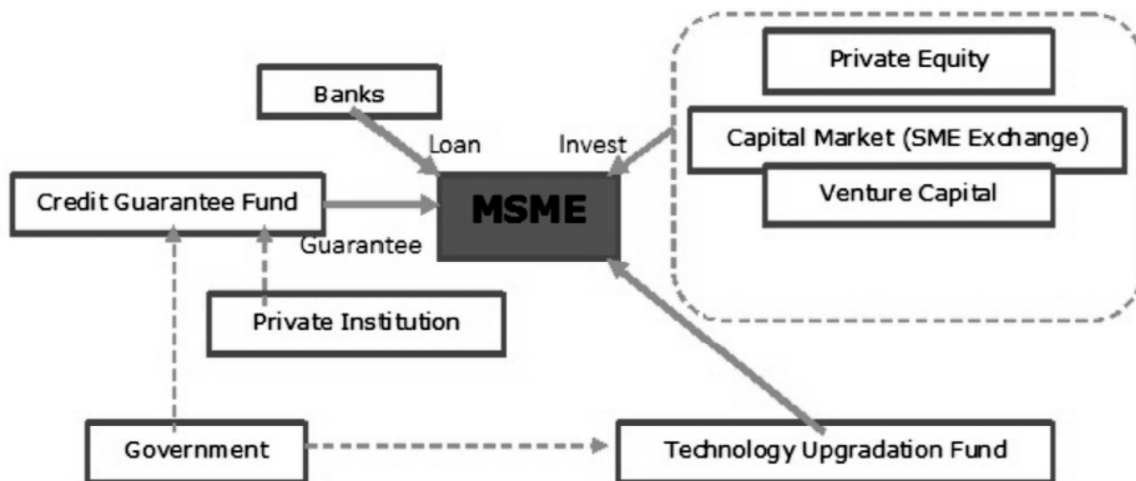 Private Equity
Banks
Loan
Invest
Capital Market (SME Exchange)
Venture Capital
Credit Guarantee Fund
MSME
Guarantee
Private Institution
Government
Technology Upgradation Fund